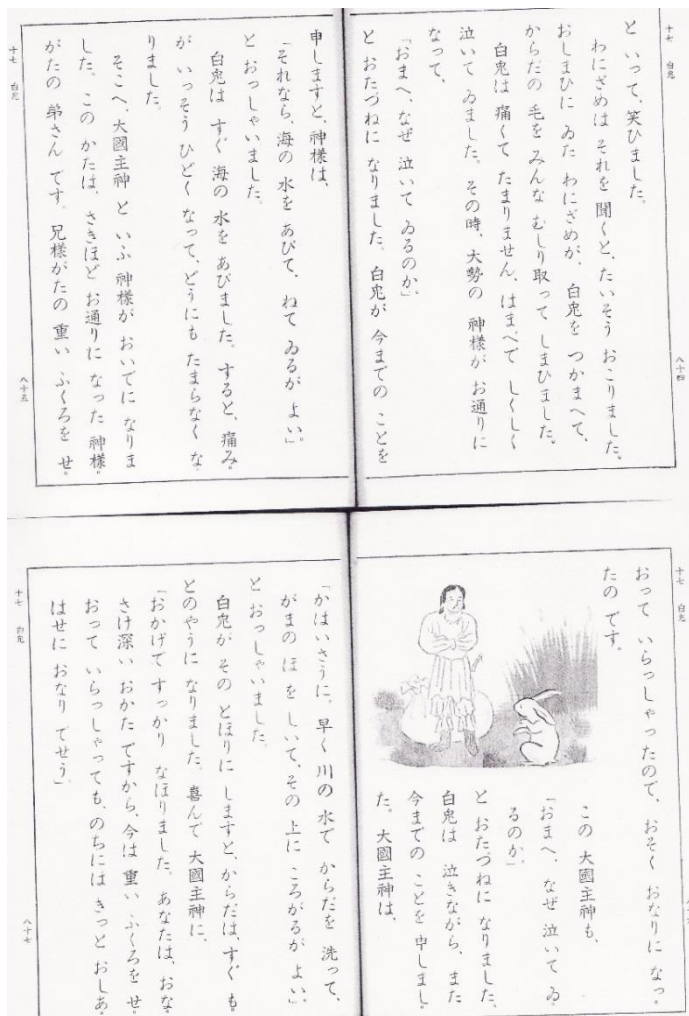 十七 白兎
八十四
と いって、笑ひました。
わにざめは それを 聞くと、たいそう おこりました。
おしまひに ゐた わにざめが、白兎を つかまへて、
からだの 毛を みんな むしり取って しまひました。
白兎は 痛くて たまりません、はまべで しくしく
泣いて ゐました。その時、大勢の 神様が お通りに
なって、
「おまへ、なぜ 泣いて ゐるのか。」
と おたづねに なりました。白兎が 今までの ことを
申しますと、神様は、
「それなら、海の 水を あびて、ねて ゐるが よい。」
と おっしゃいました。
白兎は すぐ 海の 水を あびました。すると、痛み
が いっそう ひどく なって、どうにも たまらなく な
りました。
そこへ、大國主神 と いふ 神様が おいでに なりま
した。この かたは、さきほど お通りに なった 神様
がたの 弟さん です。兄様がたの 重い ふくろを せ
十七 白兎
八十五
十七 白兎
おって いらっしゃったので、おそく おなりに なっ
たの です。
この 大國主神も、
「おまへ、なぜ 泣いて ゐ
るのか。」
と おたづねに なりました。
白兎は 泣きながら、また
今までの ことを 申しまし
た。大國主神は、
「かはいさうに、早く 川の 水で からだを 洗って、
がまの ほ を しいて、その 上に ころがるが よい。」
と おっしゃいました。
白兎が その とほりに しますと、からだは、すぐ も
とのやうに なりました。喜んで 大國主神に、
「おかげで すっかり なほりました。あなたは、おな
さけ深い おかた ですから、今は 重い ふくろを せ
おって いらっしゃっても、のちには きっと おしあ
はせに おなり でせう。」
十七 白兎
八十七